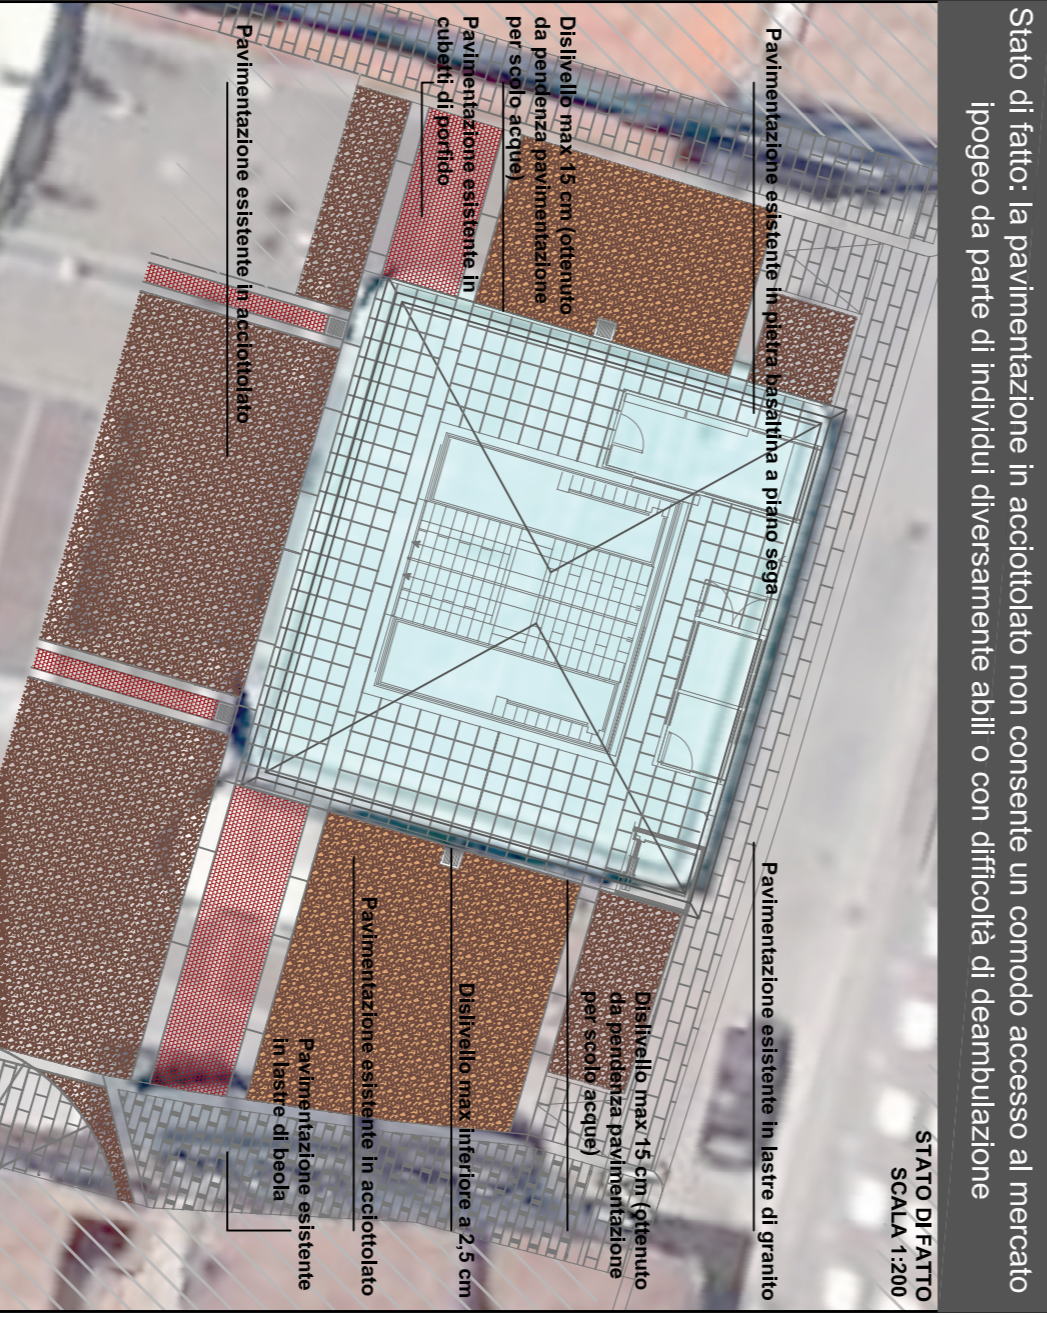 Stato di fatto: la pavimentazione in acciottolato non consente un comodo accesso al mercato
ipogeo da parte di individui diversamente abili o con difficoltà di deambulazione
STATO DI FATTO
SCALA 1:200
Pavimentazione esistente in pietra basaltina a piano sega
Pavimentazione esistente in lastre di granito
Dislivello max 15 cm (ottenuto
da pendenza pavimentazione
per scolo acque)
Dislivello max 15 cm (ottenuto
da pendenza pavimentazione
per scolo acque)
Pavimentazione esistente in
cubetti di porfido
Dislivello max inferiore a 2,5 cm
Pavimentazione esistente in acciottolato
Pavimentazione esistente
in lastre di beola
Pavimentazione esistente in acciottolato